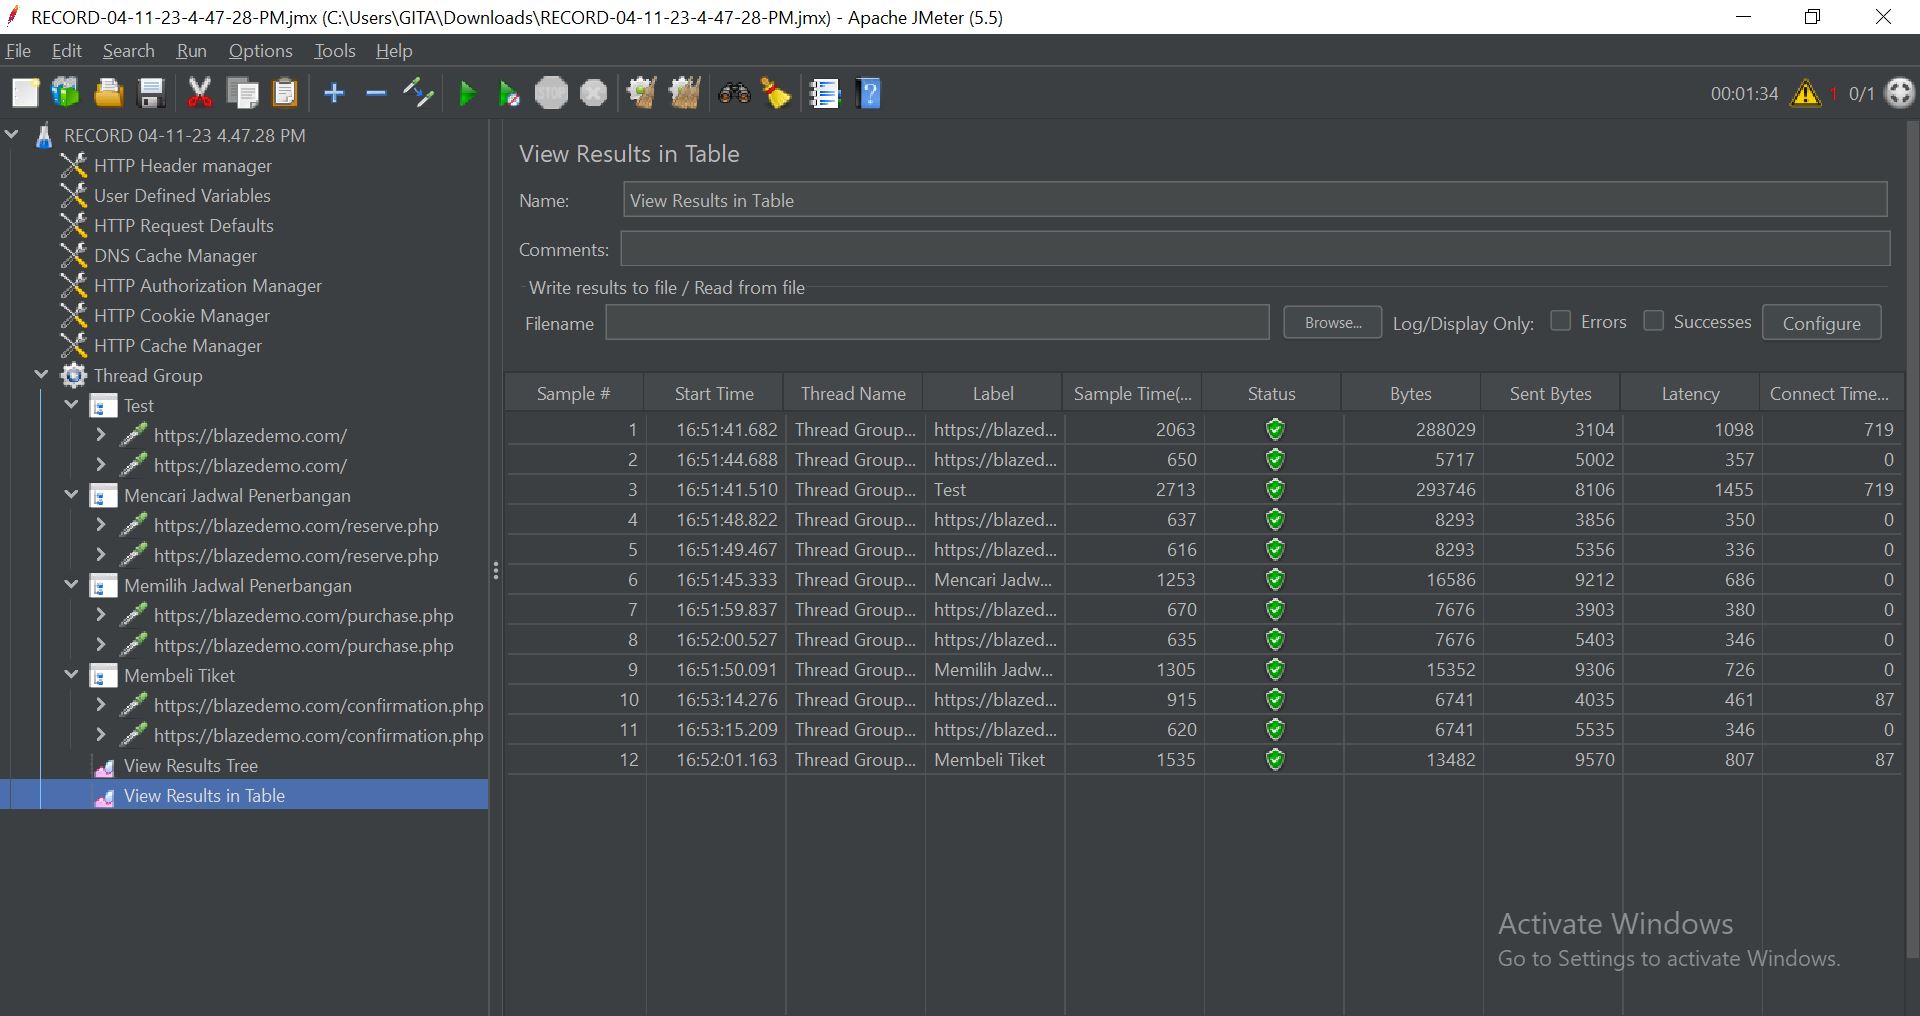 RECORD-04-11-23-4-47-28-PM.jmx (C:\Users\GITA\Downloads\RECORD-04-11-23-4-47-28-PM.jmx) - Apache JMeter (5.5)
File Edit Search Run Options Tools Help
STOP
00:01:34 1 0/1
RECORD 04-11-23 4.47.28 PM
HTTP Header manager
User Defined Variables
HTTP Request Defaults
DNS Cache Manager
HTTP Authorization Manager
HTTP Cookie Manager
HTTP Cache Manager
Thread Group
Test
https://blazedemo.com/
https://blazedemo.com/
Mencari Jadwal Penerbangan
https://blazedemo.com/reserve.php
https://blazedemo.com/reserve.php
Memilih Jadwal Penerbangan
https://blazedemo.com/purchase.php
https://blazedemo.com/purchase.php
Membeli Tiket
https://blazedemo.com/confirmation.php
https://blazedemo.com/confirmation.php
View Results Tree
View Results in Table
View Results in Table
Name: View Results in Table
Comments:
Write results to file / Read from file
Filename Browse... Log/Display Only: Errors Successes Configure
Sample # Start Time Thread Name Label Sample Time(... Status Bytes Sent Bytes Latency Connect Time...
1 16:51:41.682 Thread Group... https://blazed... 2063 288029 3104 1098 719
2 16:51:44.688 Thread Group... https://blazed... 650 5717 5002 357 0
3 16:51:41.510 Thread Group... Test 2713 293746 8106 1455 719
4 16:51:48.822 Thread Group... https://blazed... 637 8293 3856 350 0
5 16:51:49.467 Thread Group... https://blazed... 616 8293 5356 336 0
6 16:51:45.333 Thread Group... Mencari Jadw... 1253 16586 9212 686 0
7 16:51:59.837 Thread Group... https://blazed... 670 7676 3903 380 0
8 16:52:00.527 Thread Group... https://blazed... 635 7676 5403 346 0
9 16:51:50.091 Thread Group... Memilih Jadw... 1305 15352 9306 726 0
10 16:53:14.276 Thread Group... https://blazed... 915 6741 4035 461 87
11 16:53:15.209 Thread Group... https://blazed... 620 6741 5535 346 0
12 16:52:01.163 Thread Group... Membeli Tiket 1535 13482 9570 807 87
Activate Windows
Go to Settings to activate Windows.